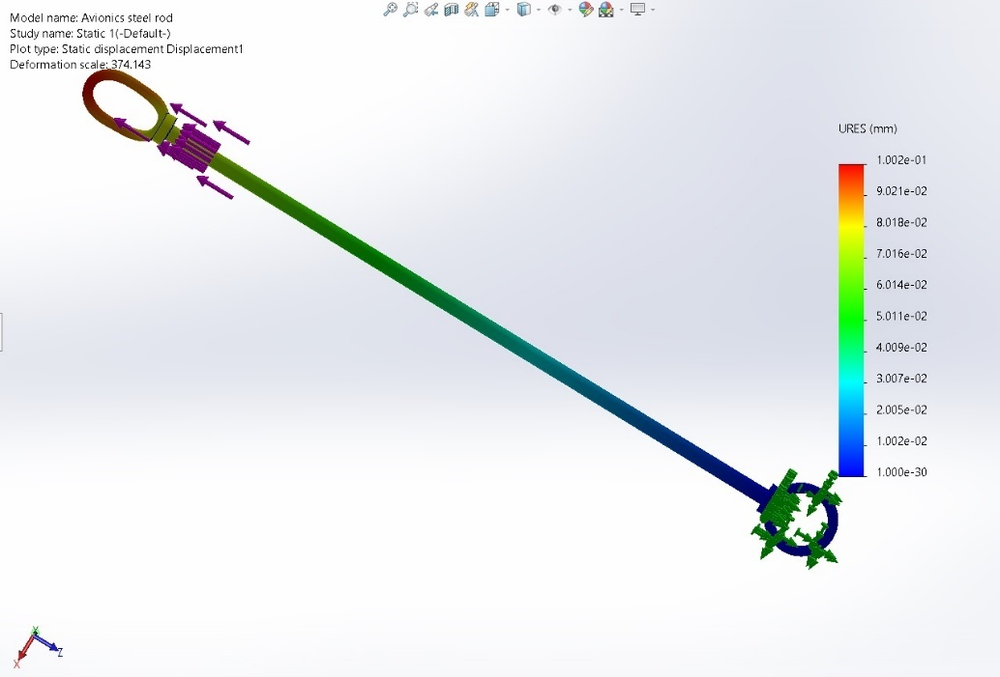 Model name: Avionics steel rod
Study name: Static 1(-Default-)
Plot type: Static displacement Displacement1
Deformation scale: 374.143
URES (mm)
1.002e-01
9.021e-02
8.018e-02
7.016e-02
6.014e-02
5.011e-02
4.009e-02
3.007e-02
2.005e-02
1.002e-02
1.000e-30
Y
Z
X